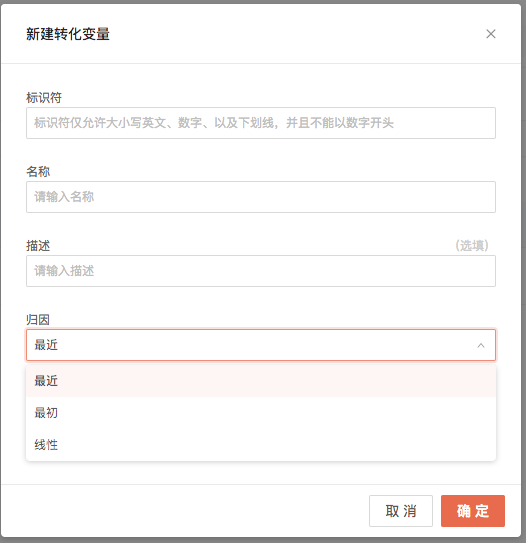 新建转化变量
标识符
标识符仅允许大小写英文、数字、以及下划线，并且不能以数字开头
名称
请输入名称
描述 (选填)
请输入描述
归因
最近
最近
最初
线性
取 消 确 定